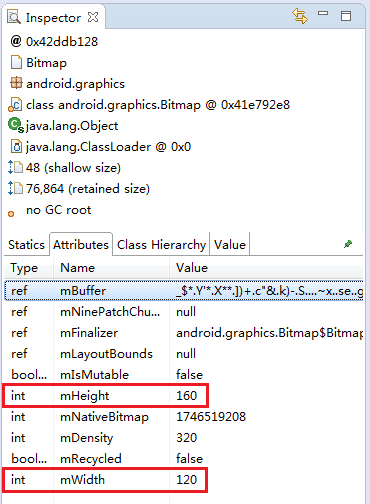 Inspector
@ 0x42ddb128
Bitmap
android.graphics
class android.graphics.Bitmap @ 0x41e792e8
java.lang.Object
java.lang.ClassLoader @ 0x0
48 (shallow size)
76,864 (retained size)
no GC root
Statics Attributes Class Hierarchy Value
Type Name Value
ref mBuffer _$*.Y'*.X**.])+.c"&.k)-.S....~x..se..g
ref mNinePatchChu... null
ref mFinalizer android.graphics.Bitmap$Bitmap
ref mLayoutBounds null
bool... mIsMutable false
int mHeight 160
int mNativeBitmap 1746519208
int mDensity 320
bool... mRecycled false
int mWidth 120